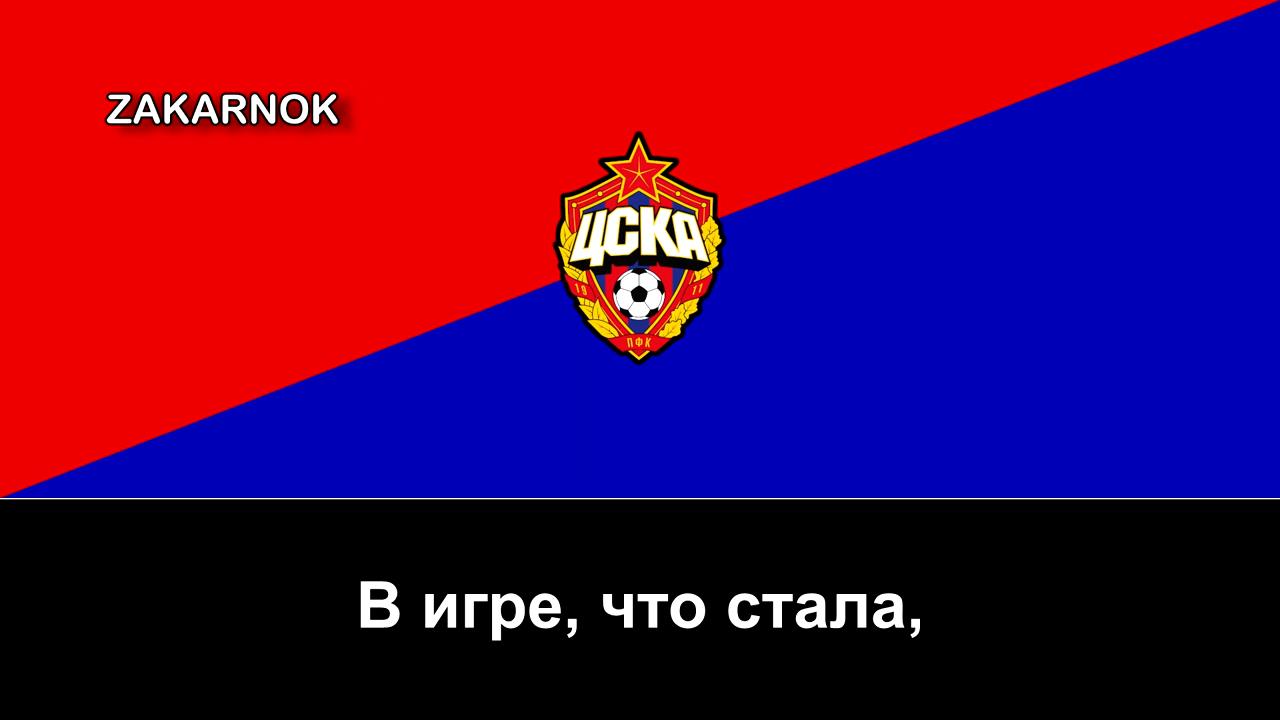 ZAKARNOK
ЦСКА
19 11
ПФК
В игре, что стала,